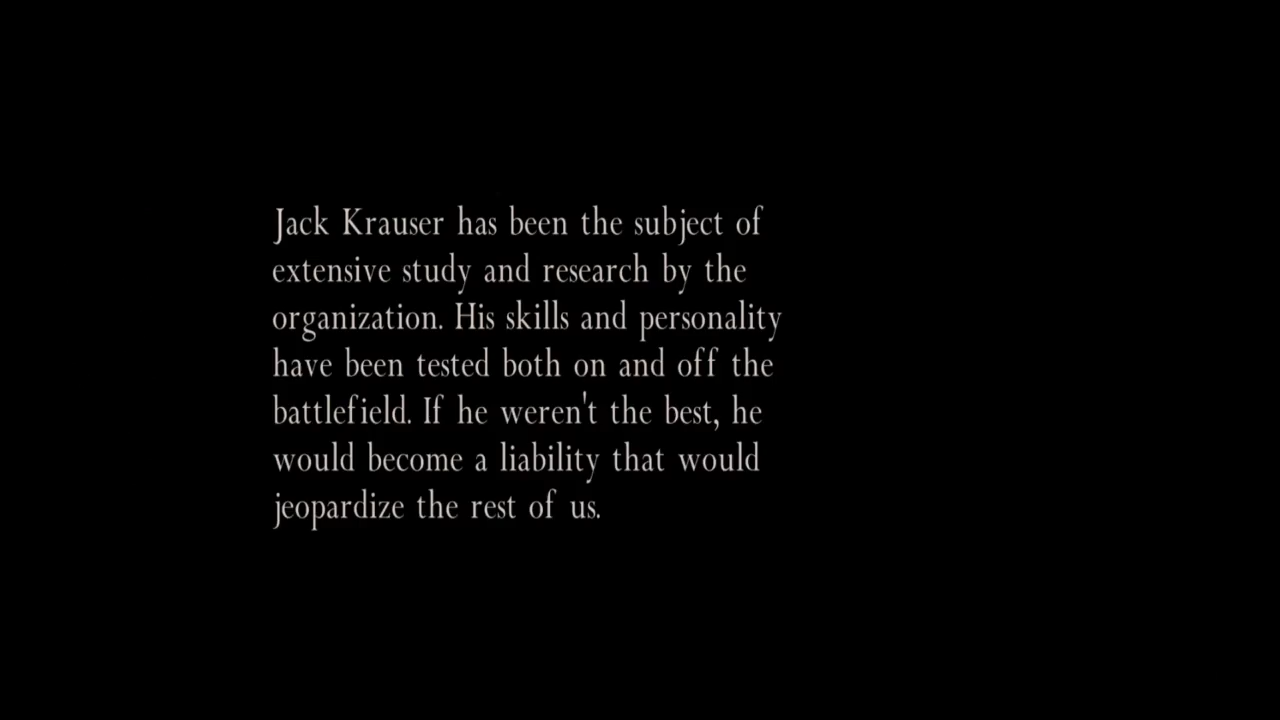 Jack Krauser has been the subject of
extensive study and research by the
organization. His skills and personality
have been tested both on and off the
battlefield. If he weren't the best, he
would become a liability that would
jeopardize the rest of us.